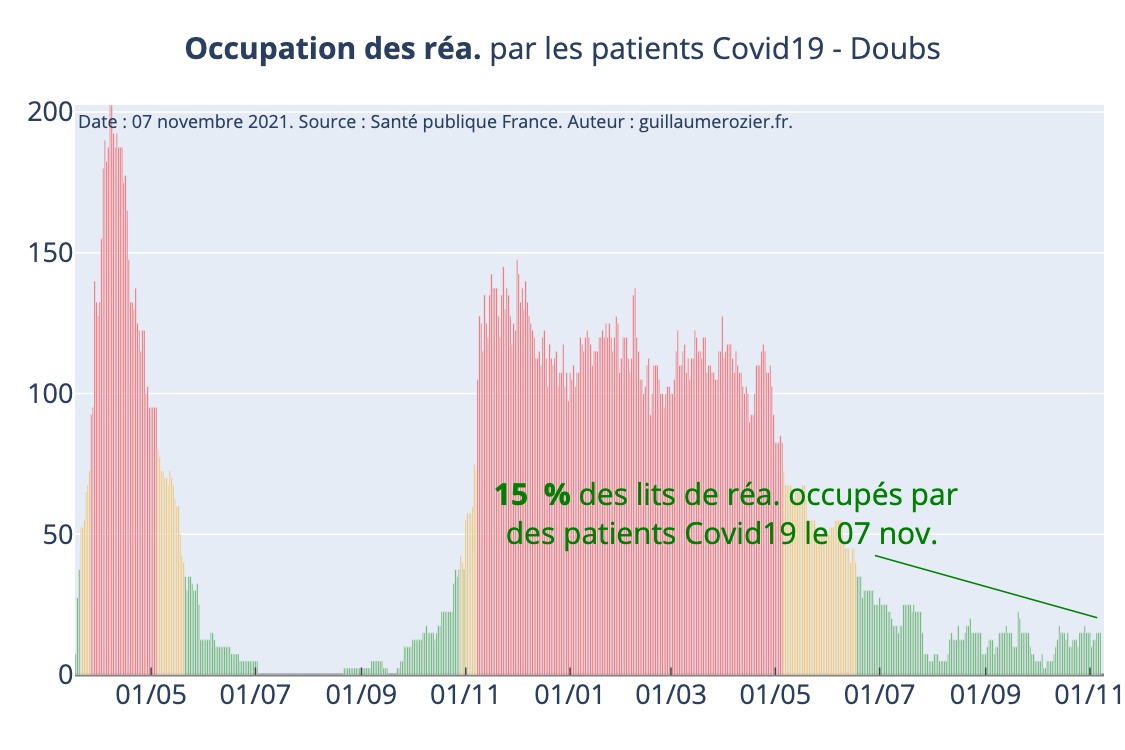 Occupation des réa. par les patients Covid19 - Doubs
200
Date : 07 novembre 2021. Source : Santé publique France. Auteur : guillaumerozier.fr.
150
100
15 % des lits de réa. occupés par
des patients Covid19 le 07 nov.
50
0
01/05 01/07 01/09 01/11 01/01 01/03 01/05 01/07 01/09 01/11